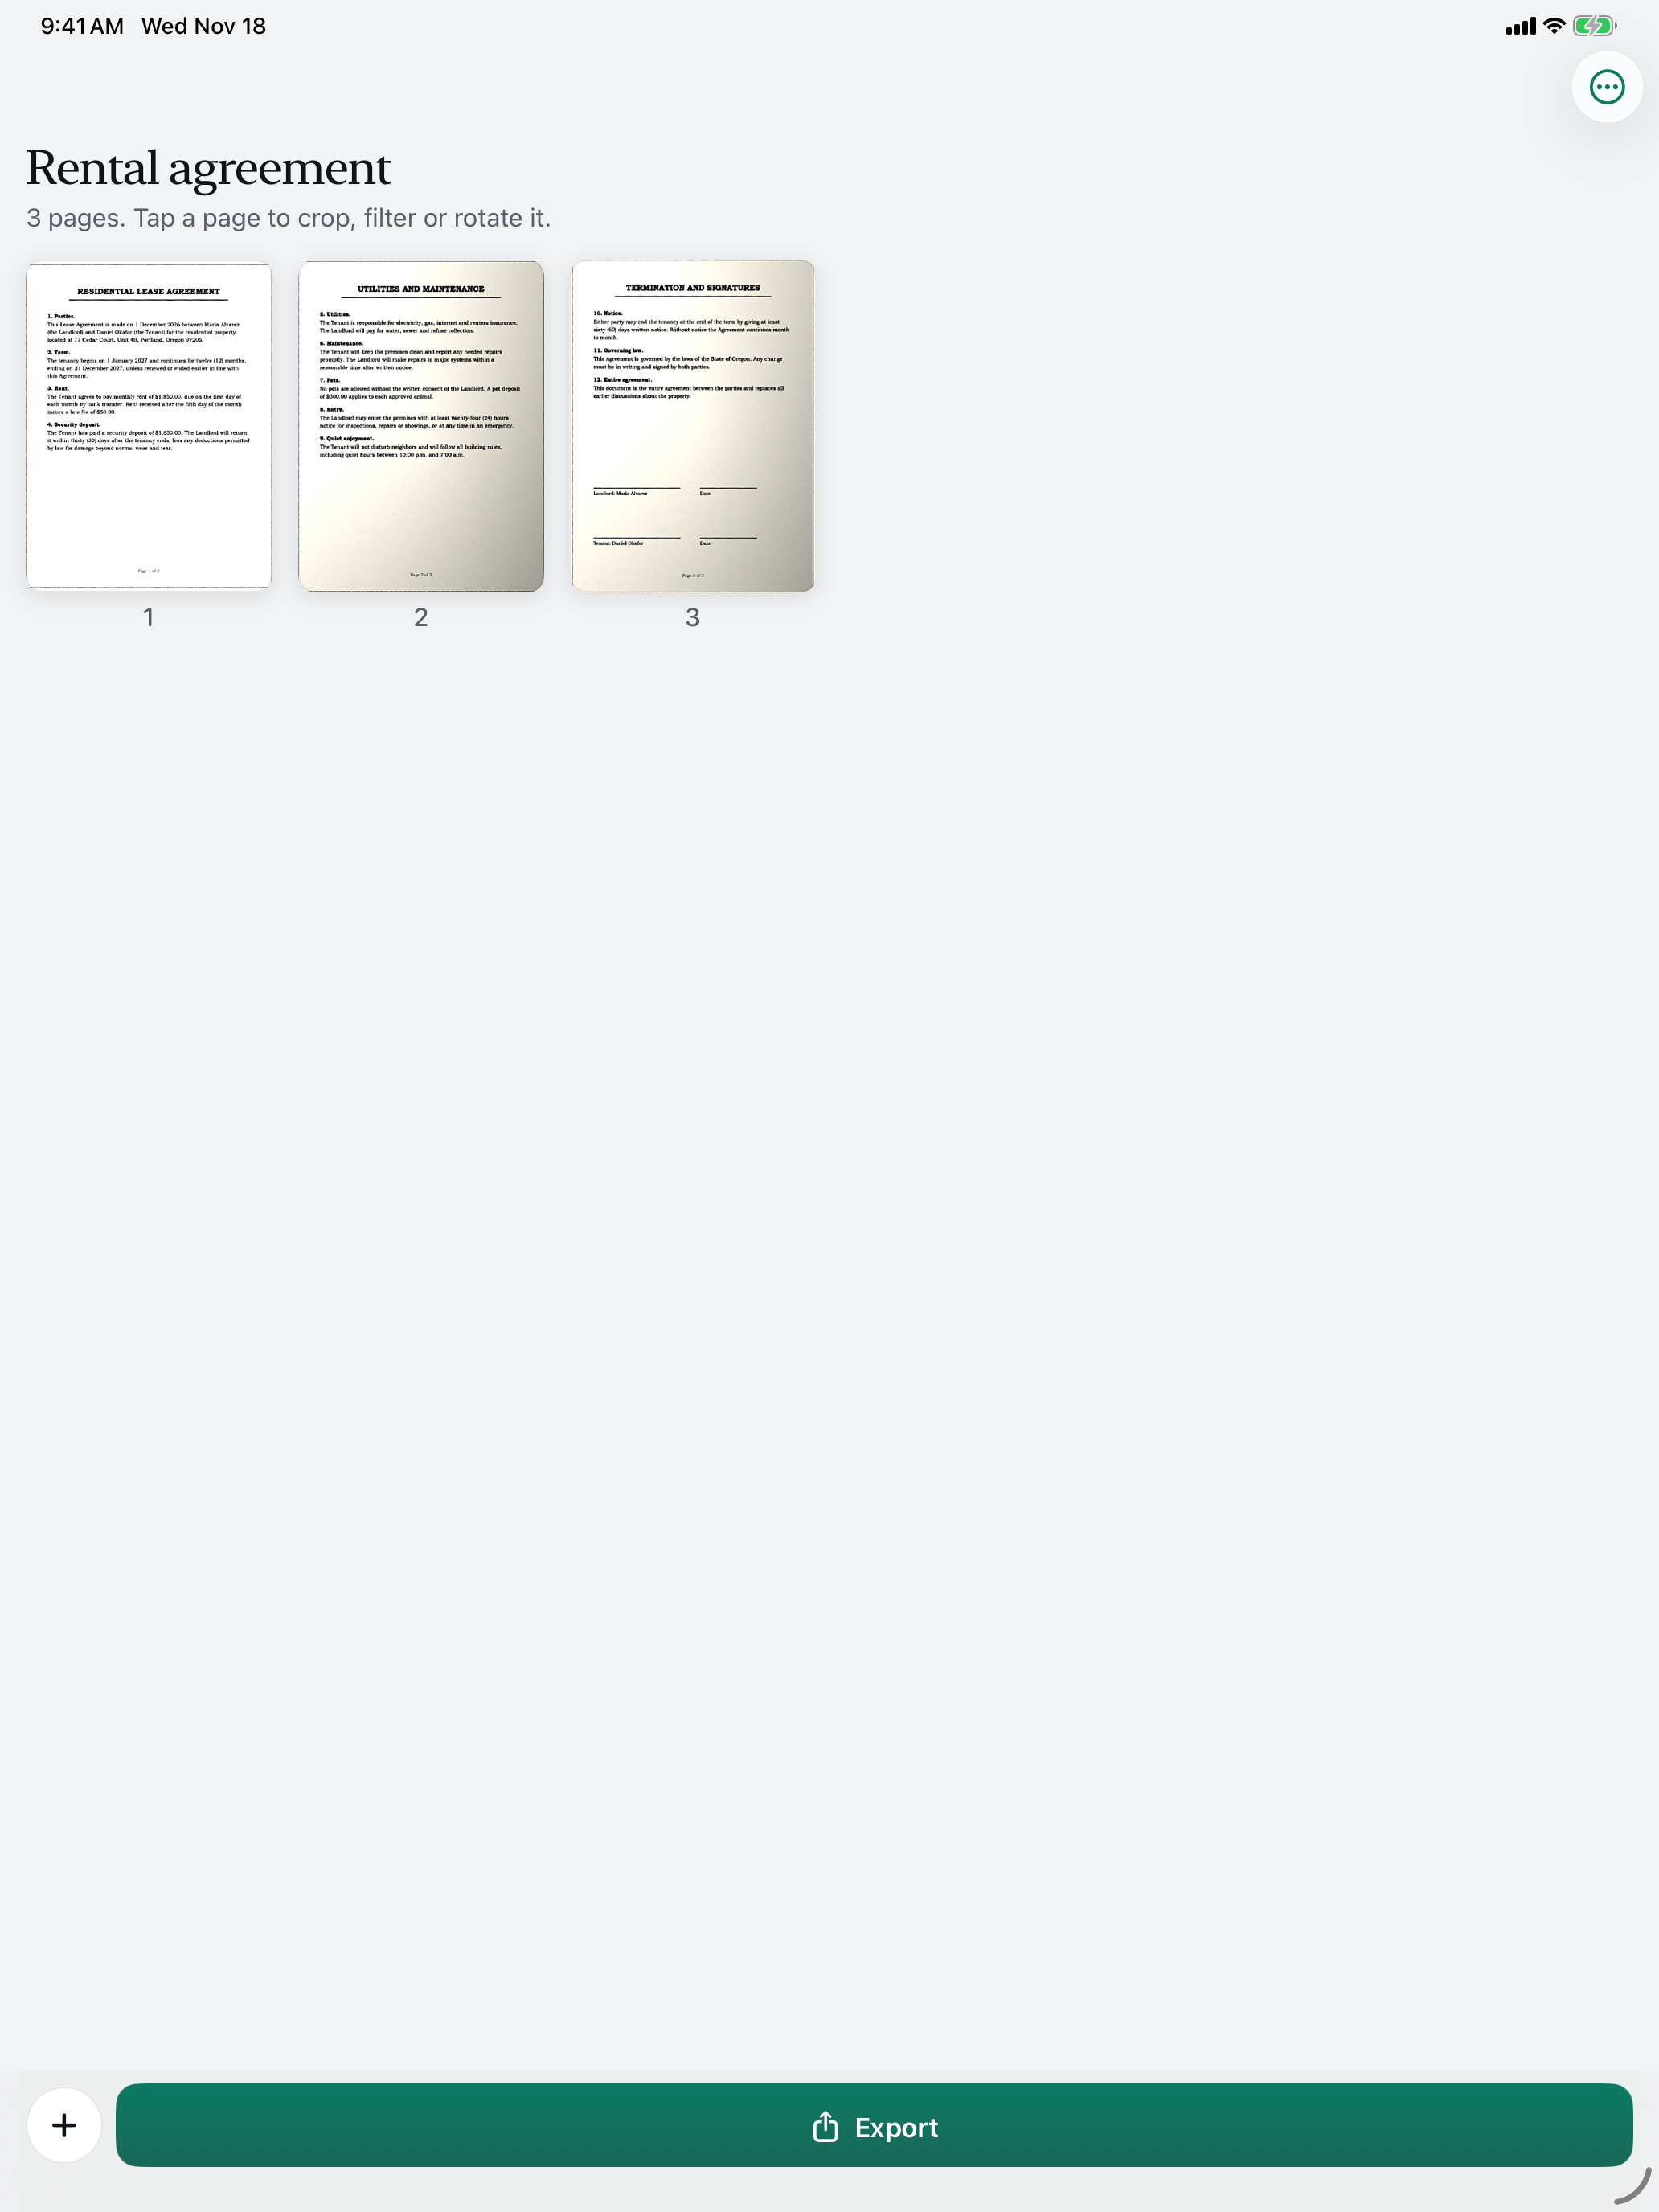 9:41 AM Wed Nov 18
Rental agreement
3 pages. Tap a page to crop, filter or rotate it.
RESIDENTIAL LEASE AGREEMENT
1. Parties.
This Lease Agreement is made on 1 December 2026 between Maria Alvarez
(the Landlord) and Daniel Okafor (the Tenant) for the residential property
located at 77 Cedar Court, Unit 4B, Portland, Oregon 97205.
2. Term.
The tenancy begins on 1 January 2027 and continues for twelve (12) months,
ending on 31 December 2027, unless renewed or ended earlier in line with
this Agreement.
3. Rent.
The Tenant agrees to pay monthly rent of $1,850.00, due on the first day of
each month by bank transfer. Rent received after the fifth day of the month
incurs a late fee of $50.00.
4. Security deposit.
The Tenant has paid a security deposit of $1,850.00. The Landlord will return
it within thirty (30) days after the tenancy ends, less any deductions permitted
by law for damage beyond normal wear and tear.
Page 1 of 3
1
UTILITIES AND MAINTENANCE
5. Utilities.
The Tenant is responsible for electricity, gas, internet and renters insurance.
The Landlord will pay for water, sewer and refuse collection.
6. Maintenance.
The Tenant will keep the premises clean and report any needed repairs
promptly. The Landlord will make repairs to major systems within a
reasonable time after written notice.
7. Pets.
No pets are allowed without the written consent of the Landlord. A pet deposit
of $300.00 applies to each approved animal.
8. Entry.
The Landlord may enter the premises with at least twenty-four (24) hours
notice for inspections, repairs or showings, or at any time in an emergency.
9. Quiet enjoyment.
The Tenant will not disturb neighbors and will follow all building rules,
including quiet hours between 10:00 p.m. and 7:00 a.m.
Page 2 of 3
2
TERMINATION AND SIGNATURES
10. Notice.
Either party may end the tenancy at the end of the term by giving at least
sixty (60) days written notice. Without notice the Agreement continues month
to month.
11. Governing law.
This Agreement is governed by the laws of the State of Oregon. Any change
must be in writing and signed by both parties.
12. Entire agreement.
This document is the entire agreement between the parties and replaces all
earlier discussions about the property.
Landlord: Maria Alvarez Date
Tenant: Daniel Okafor Date
Page 3 of 3
3
Export